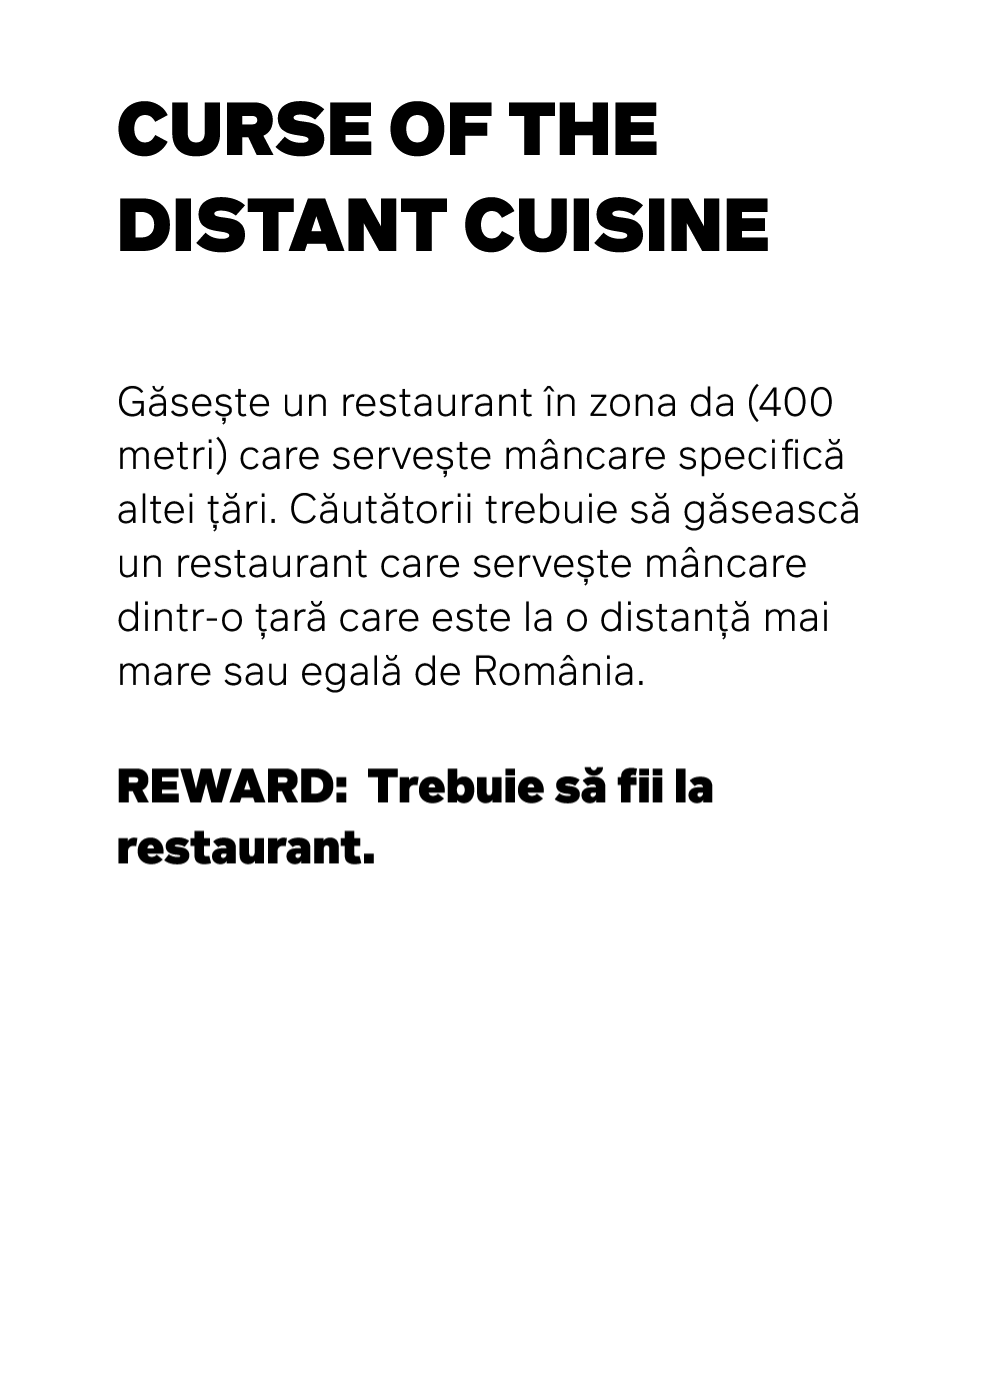 CURSE OF THE
DISTANT CUISINE
Găsește un restaurant în zona da (400
metri) care servește mâncare specifică
altei țări. Căutătorii trebuie să găsească
un restaurant care servește mâncare
dintr-o țară care este la o distanță mai
mare sau egală de România.
REWARD:  Trebuie să fii la
restaurant.